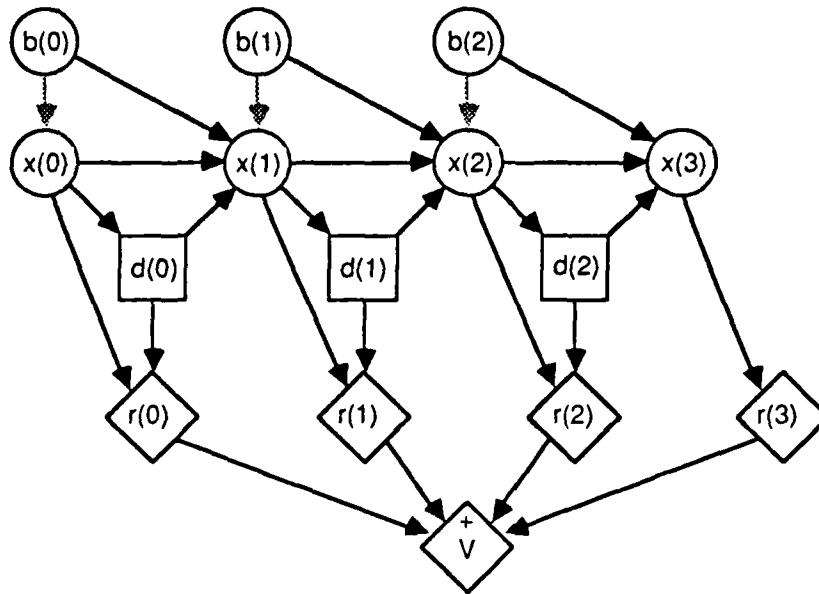 b(0) b(1) b(2)
x(0) x(1) x(2) x(3)
d(0) d(1) d(2)
r(0) r(1) r(2) r(3)
+
V